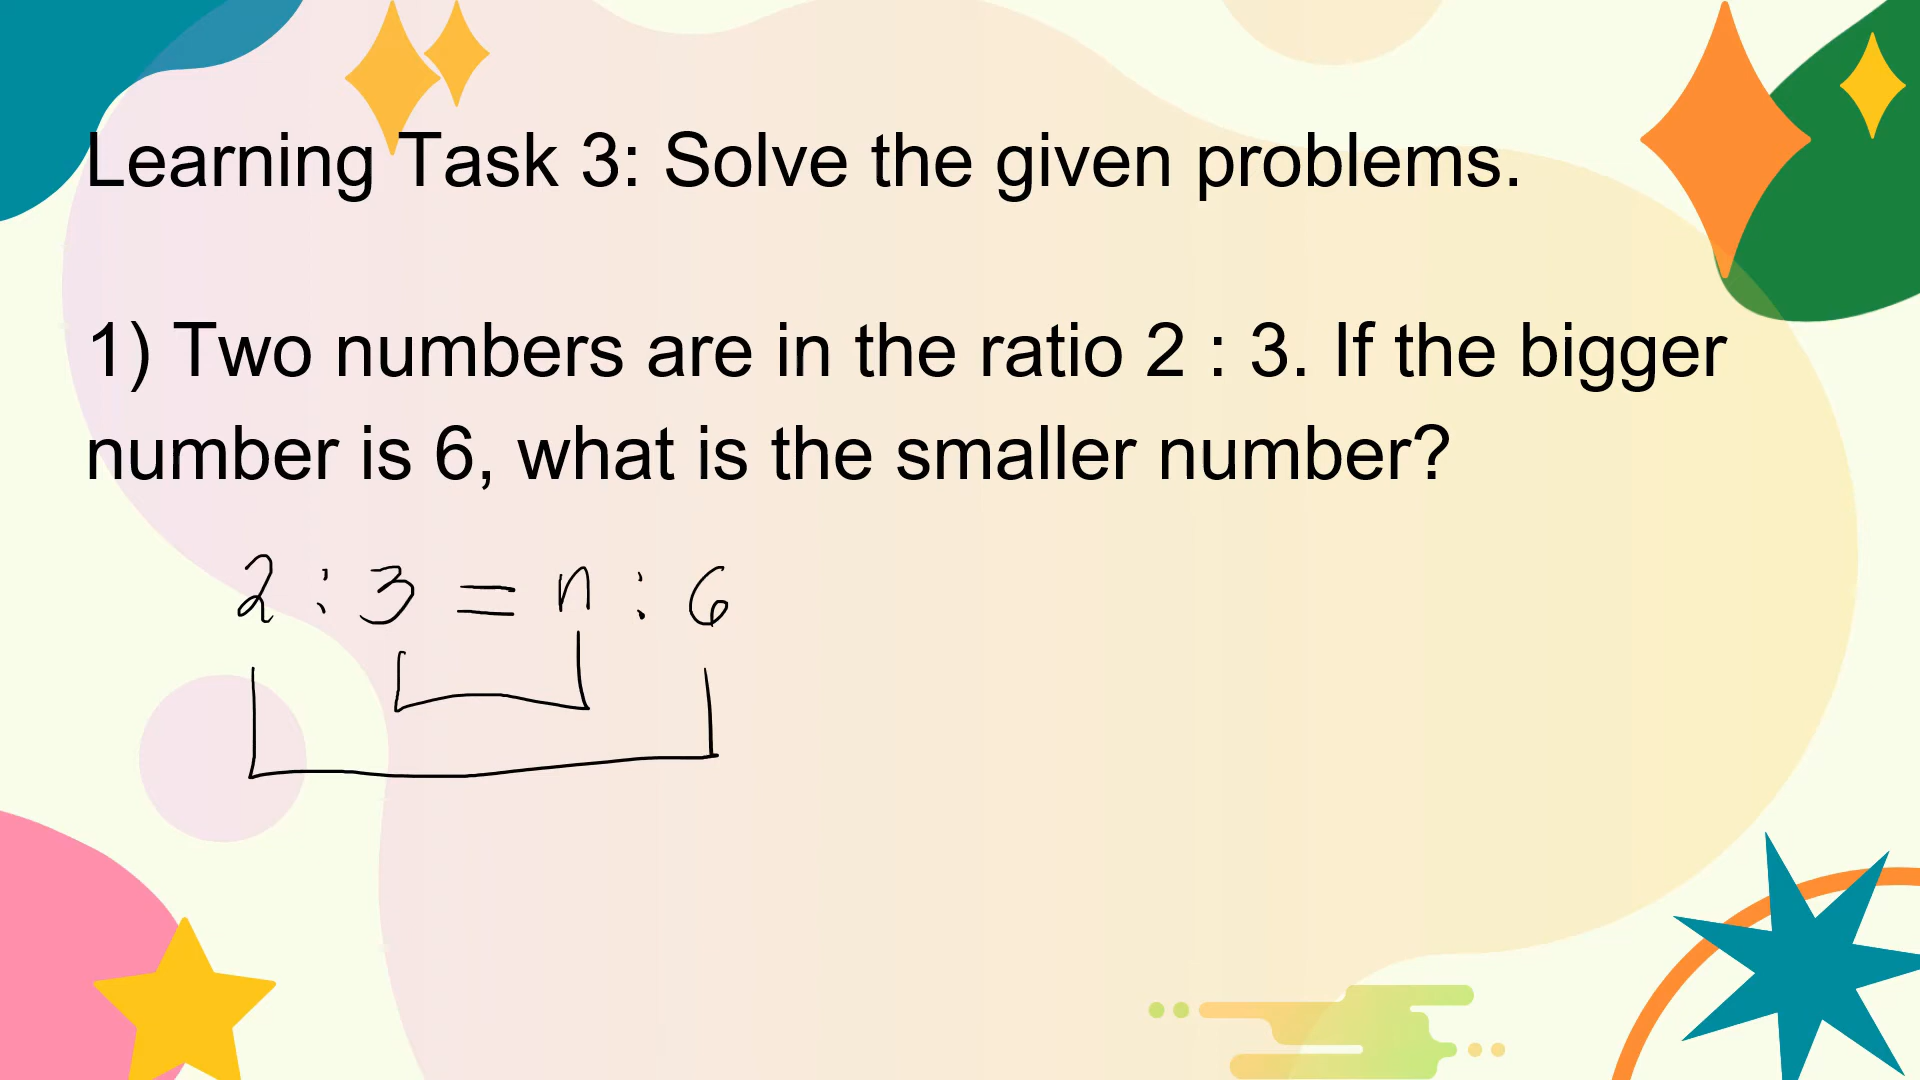 Learning Task 3: Solve the given problems.
1) Two numbers are in the ratio 2 : 3. If the bigger
number is 6, what is the smaller number?
2 : 3 = n : 6